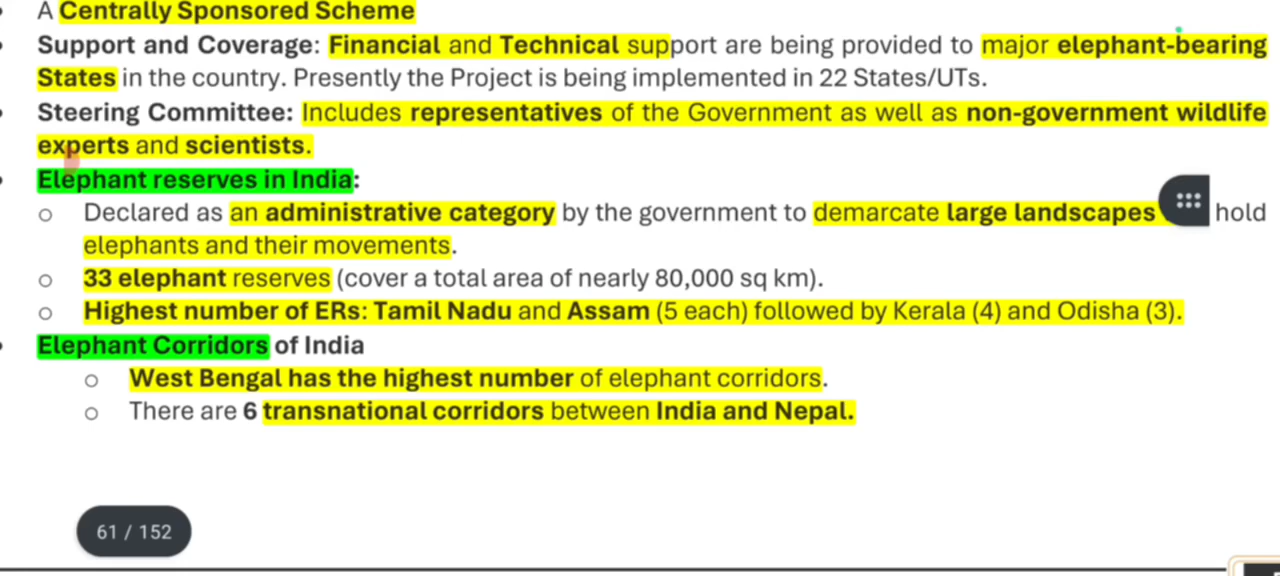 • A Centrally Sponsored Scheme
• Support and Coverage: Financial and Technical support are being provided to major elephant-bearing
States in the country. Presently the Project is being implemented in 22 States/UTs.
• Steering Committee: Includes representatives of the Government as well as non-government wildlife
experts and scientists.
• Elephant reserves in India:
o Declared as an administrative category by the government to demarcate large landscapes hold
elephants and their movements.
o 33 elephant reserves (cover a total area of nearly 80,000 sq km).
o Highest number of ERs: Tamil Nadu and Assam (5 each) followed by Kerala (4) and Odisha (3).
• Elephant Corridors of India
o West Bengal has the highest number of elephant corridors.
o There are 6 transnational corridors between India and Nepal.
61 / 152